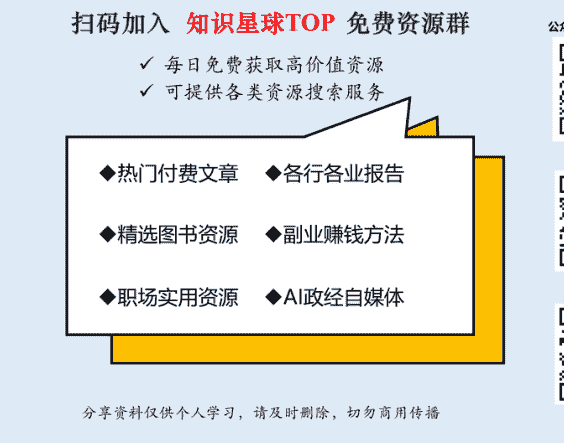 扫码加入 知识星球TOP 免费资源群
✓ 每日免费获取高价值资源
✓ 可提供各类资源搜索服务
◆热门付费文章 ◆各行各业报告
◆精选图书资源 ◆副业赚钱方法
◆职场实用资源 ◆AI政经自媒体
分享资料仅供个人学习，请及时删除，切勿商用传播
公众